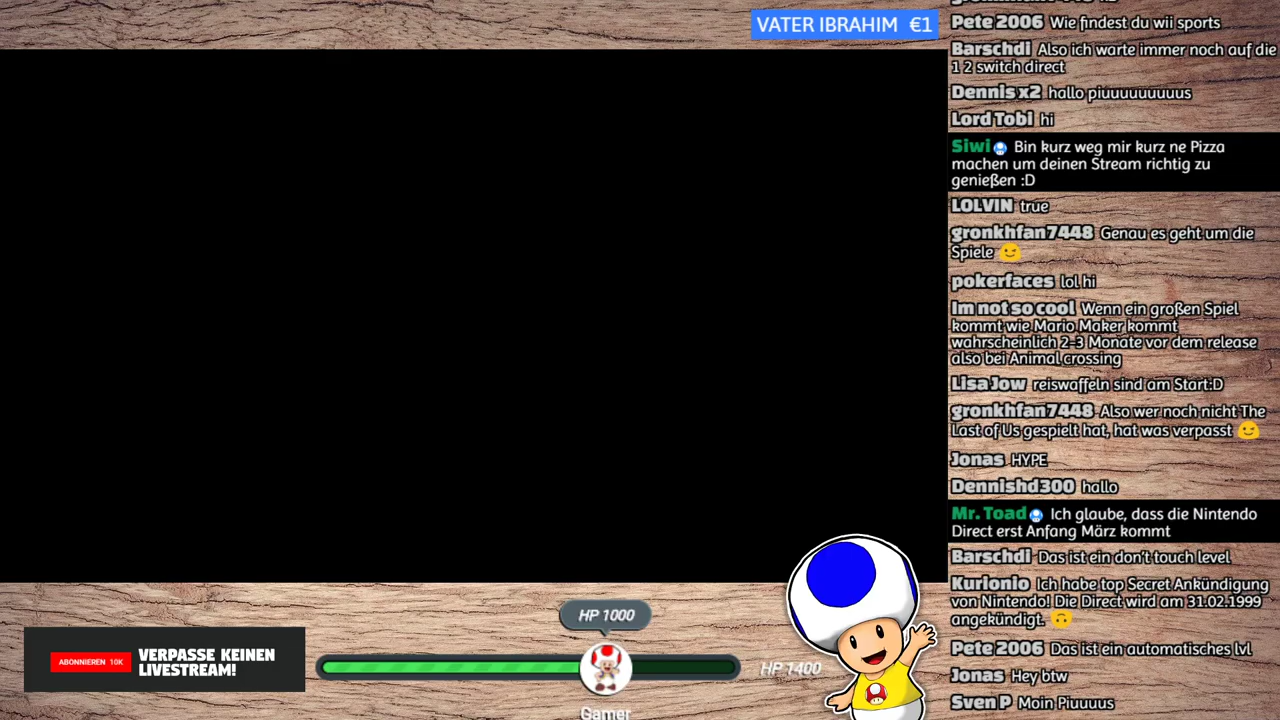 VATER IBRAHIM €1
Pete 2006 Wie findest du wii sports
Barschdi Also ich warte immer noch auf die
1 2 switch direct
Dennis x2 hallo piuuuuuuuuus
Lord Tobi hi
Siwi Bin kurz weg mir kurz ne Pizza
machen um deinen Stream richtig zu
genießen :D
LOLVIN true
gronkhfan7448 Genau es geht um die
Spiele 😉
pokerfaces lol hi
Im not so cool Wenn ein großen Spiel
kommt wie Mario Maker kommt
wahrscheinlich 2-3 Monate vor dem release
also bei Animal crossing
Lisa Jow reiswaffeln sind am Start:D
gronkhfan7448 Also wer noch nicht The
Last of Us gespielt hat, hat was verpasst 😉
Jonas HYPE
Dennishd300 hallo
Mr. Toad Ich glaube, dass die Nintendo
Direct erst Anfang März kommt
Barschdi Das ist ein don't touch level
Kurionio Ich habe top Secret Ankündigung
von Nintendo! Die Direct wird am 31.02.1999
angekündigt. 🙃
Pete 2006 Das ist ein automatisches lvl
Jonas Hey btw
Sven P Moin Piuuuus
ABONNIEREN 10K
VERPASSE KEINEN
LIVESTREAM!
HP 1000
HP 1400
Gamer